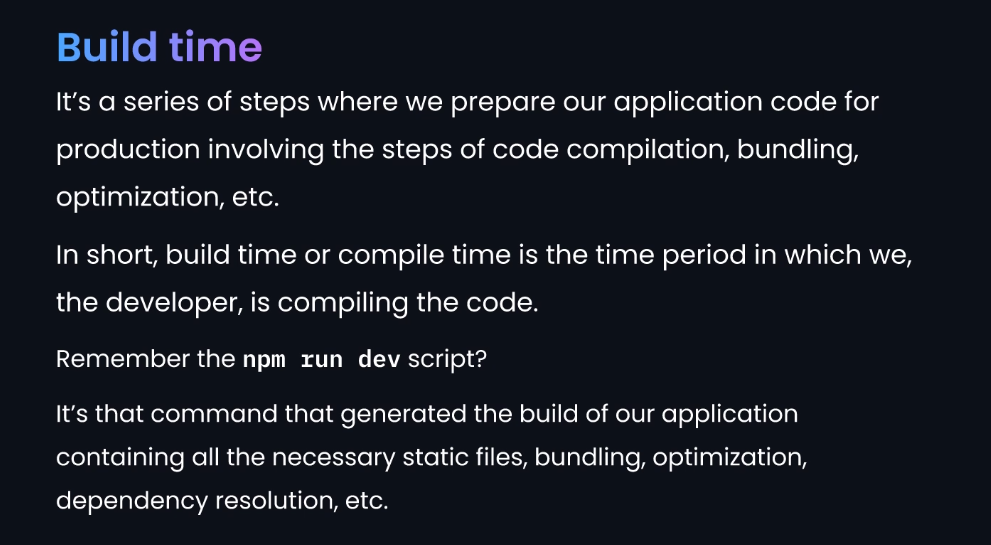 Build time
It’s a series of steps where we prepare our application code for
production involving the steps of code compilation, bundling,
optimization, etc.
In short, build time or compile time is the time period in which we,
the developer, is compiling the code.
Remember the npm run dev script?
It’s that command that generated the build of our application
containing all the necessary static files, bundling, optimization,
dependency resolution, etc.